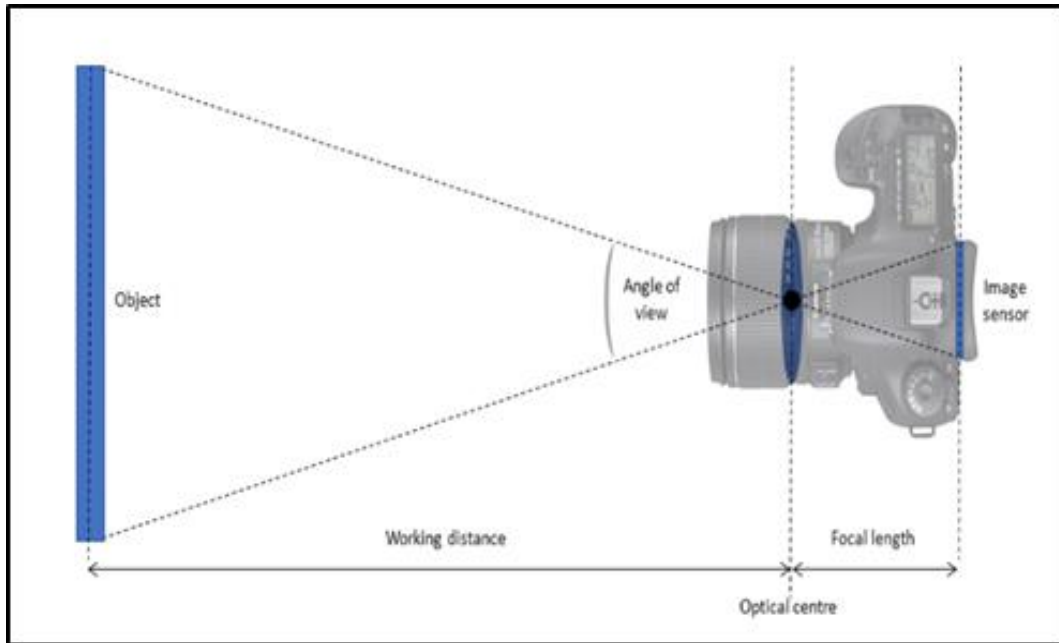 Object
Angle of
view
Image
sensor
Working distance
Focal length
Optical centre